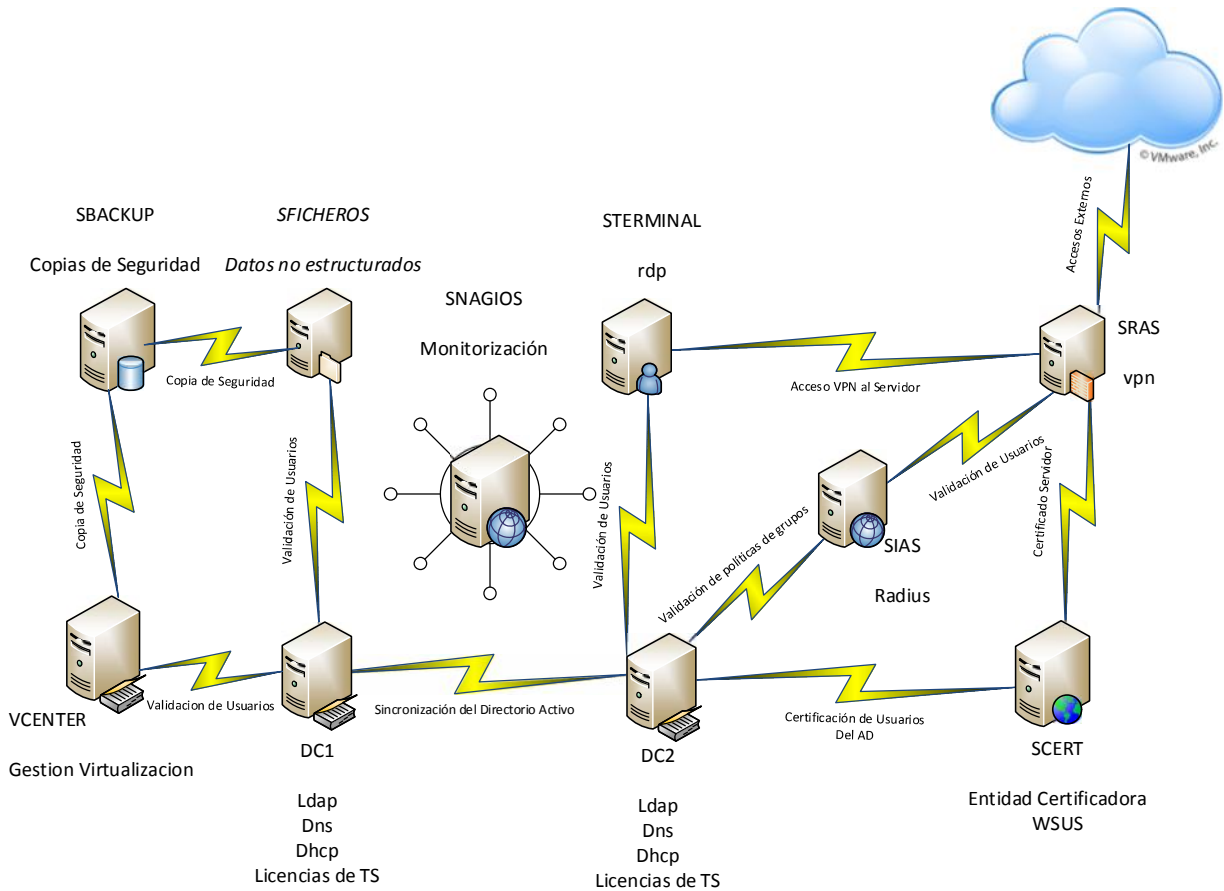 © VMware, Inc.
Accesos Externos
SBACKUP
Copias de Seguridad
SFICHEROS
Datos no estructurados
STERMINAL
rdp
SNAGIOS
Monitorización
SRAS
vpn
Copia de Seguridad
Acceso VPN al Servidor
Copia de Seguridad
Validación de Usuarios
Validación de Usuarios
Validación de Usuarios
Certificado Servidor
Validación de políticas de grupos
SIAS
Radius
VCENTER
Gestion Virtualizacion
Validacion de Usuarios
DC1
Ldap
Dns
Dhcp
Licencias de TS
Sincronización del Directorio Activo
DC2
Ldap
Dns
Dhcp
Licencias de TS
Certificación de Usuarios
Del AD
SCERT
Entidad Certificadora
WSUS